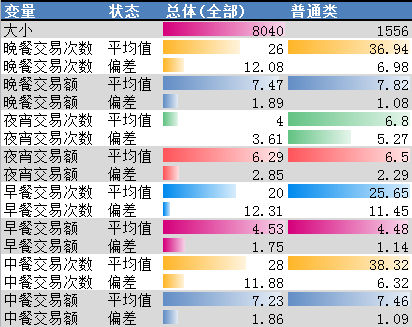 变量 状态 总体(全部) 普通类
大小 8040 1556
晚餐交易次数 平均值 26 36.94
晚餐交易次数 偏差 12.08 6.98
晚餐交易额 平均值 7.47 7.82
晚餐交易额 偏差 1.89 1.08
夜宵交易次数 平均值 4 6.8
夜宵交易次数 偏差 3.61 5.27
夜宵交易额 平均值 6.29 6.5
夜宵交易额 偏差 2.85 2.29
早餐交易次数 平均值 20 25.65
早餐交易次数 偏差 12.31 11.45
早餐交易额 平均值 4.53 4.48
早餐交易额 偏差 1.75 1.14
中餐交易次数 平均值 28 38.32
中餐交易次数 偏差 11.88 6.32
中餐交易额 平均值 7.23 7.46
中餐交易额 偏差 1.86 1.09